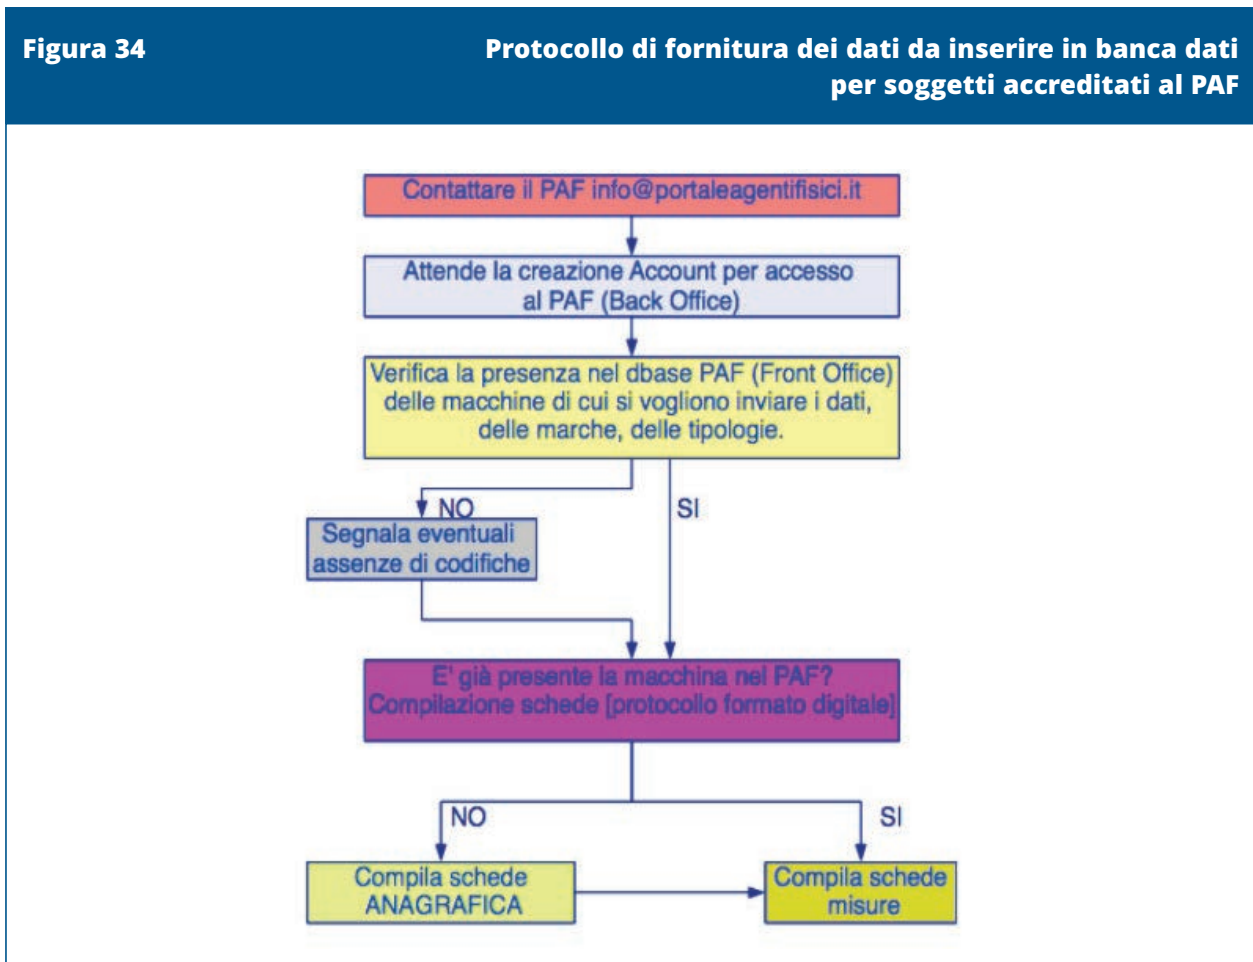 Figura 34
Protocollo di fornitura dei dati da inserire in banca dati
per soggetti accreditati al PAF
Contattare il PAF info@portaleagentifisici.it
Attende la creazione Account per accesso
al PAF (Back Office)
Verifica la presenza nel dbase PAF (Front Office)
delle macchine di cui si vogliono inviare i dati,
delle marche, delle tipologie.
NO
SI
Segnala eventuali
assenze di codifiche
E' già presente la macchina nel PAF?
Compilazione schede [protocollo formato digitale]
NO
SI
Compila schede
ANAGRAFICA
Compila schede
misure